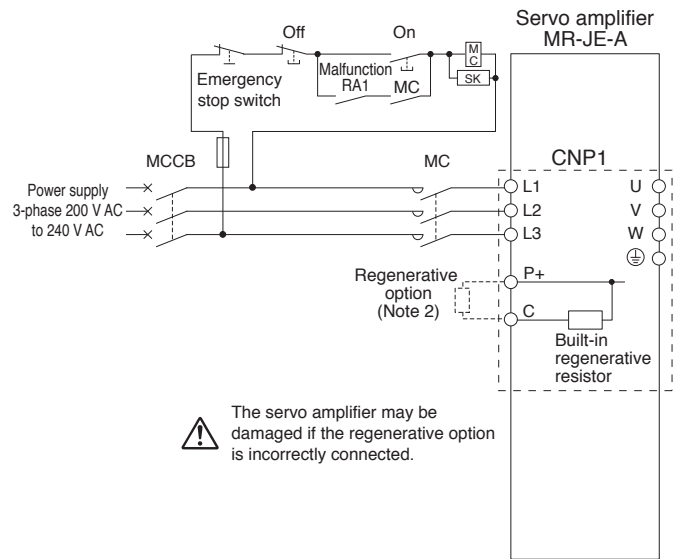 Servo amplifier
MR-JE-A
Off
On
MC
SK
Emergency
stop switch
Malfunction
RA1
MC
MCCB
MC
CNP1
Power supply
3-phase 200 V AC
to 240 V AC
L1
U
L2
V
L3
W
Regenerative
option
(Note 2)
P+
C
Built-in
regenerative
resistor
The servo amplifier may be
damaged if the regenerative option
is incorrectly connected.